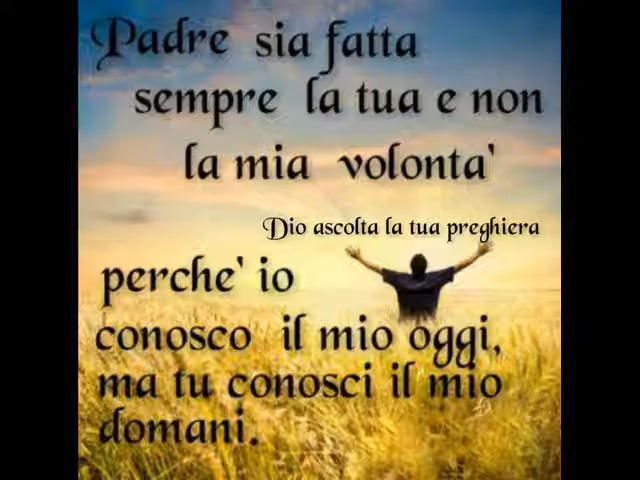 Padre sia fatta
sempre la tua e non
la mia volonta'
Dio ascolta la tua preghiera
perche' io
conosco il mio oggi,
ma tu conosci il mio
domani.